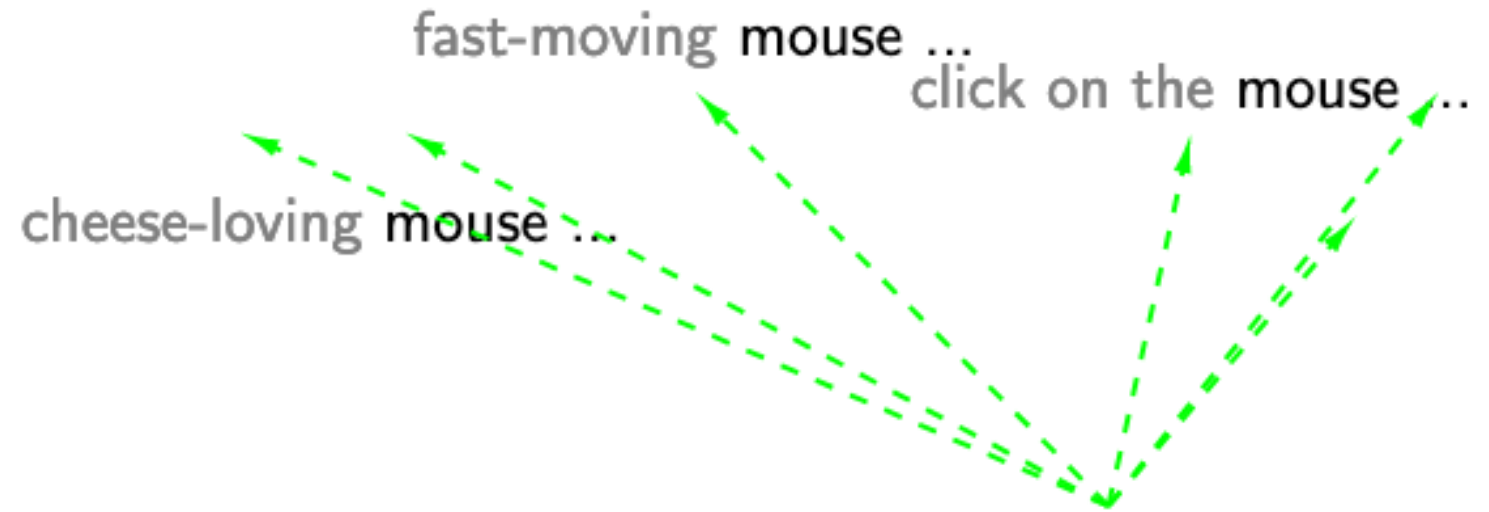 fast-moving mouse ...
click on the mouse ...
cheese-loving mouse ...